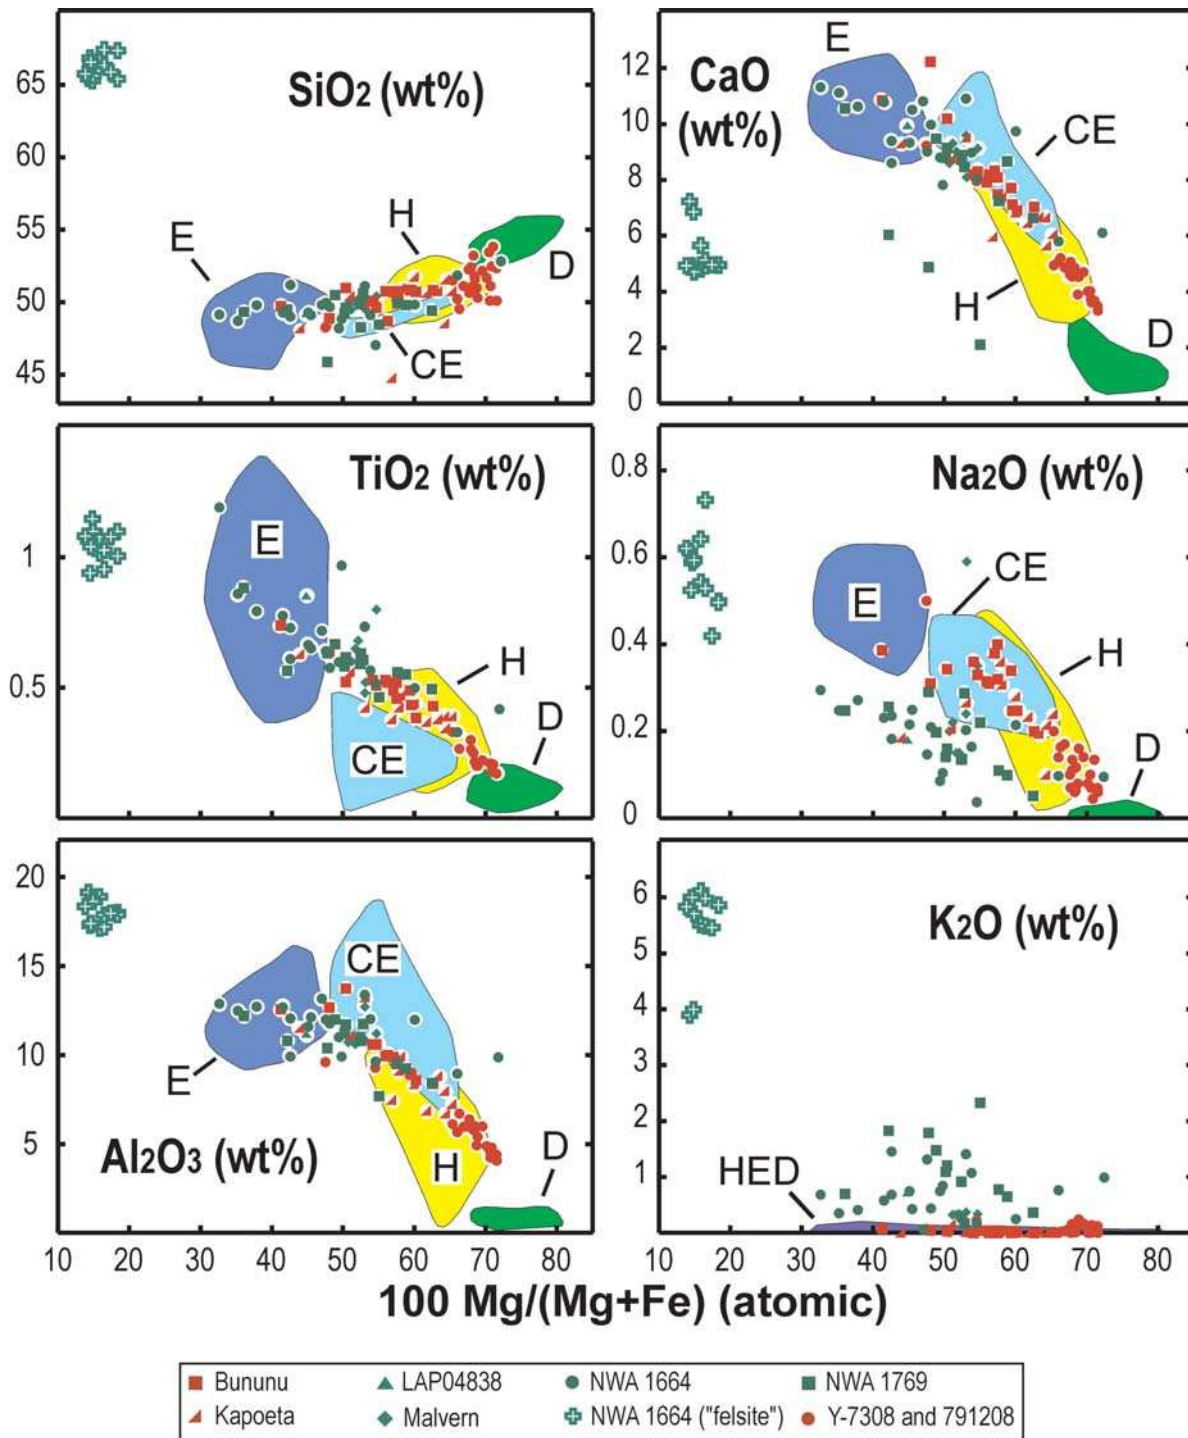 SiO2 (wt%)
65
60
55
50
45
E
H
D
CE
CaO
(wt%)
12
10
8
6
4
2
0
E
CE
H
D
TiO2 (wt%)
1
0.5
E
H
D
CE
Na2O (wt%)
0.8
0.6
0.4
0.2
0
E
CE
H
D
10
Al2O3 (wt%)
20
15
10
5
E
CE
H
D
K2O (wt%)
6
5
4
3
2
1
HED
10 20 30 40 50 60 70 80
10 20 30 40 50 60 70 80
100 Mg/(Mg+Fe) (atomic)
Bununu LAP04838 NWA 1664 NWA 1769
Kapoeta Malvern NWA 1664 ("felsite") Y-7308 and 791208